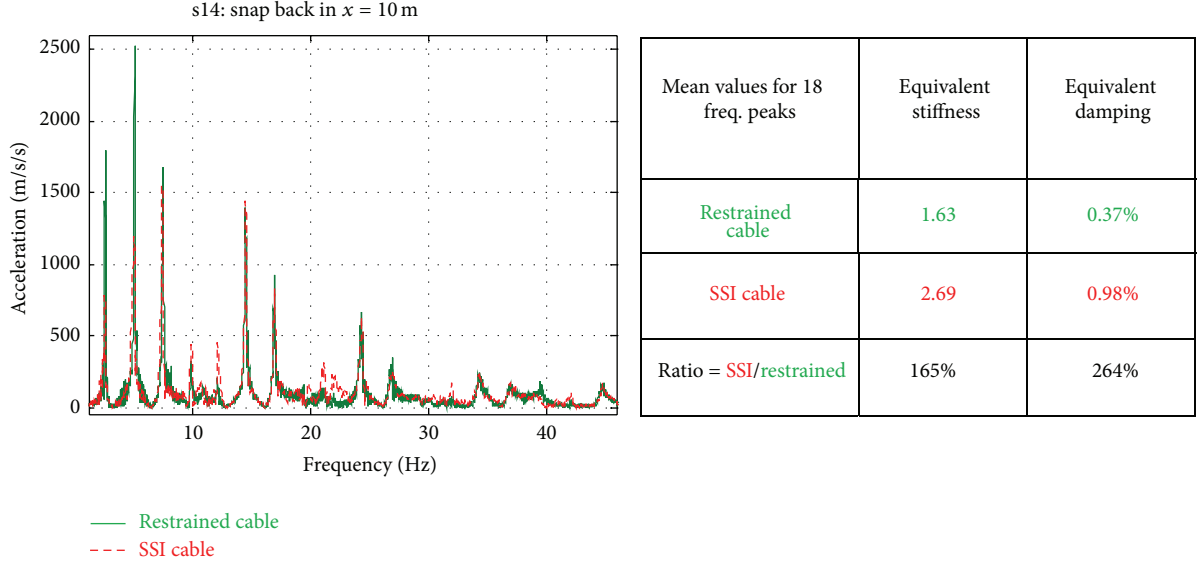 s14: snap back in x = 10 m
2500
2000
1500
1000
500
0
Acceleration (m/s/s)
10
20
30
40
Frequency (Hz)
Restrained cable
SSI cable
Mean values for 18
freq. peaks
Equivalent
stiffness
Equivalent
damping
Restrained
cable
1.63
0.37%
SSI cable
2.69
0.98%
Ratio = SSI/restrained
165%
264%